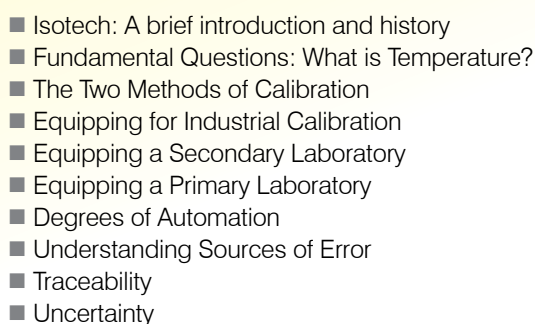 ■ Isotech: A brief introduction and history
■ Fundamental Questions: What is Temperature?
■ The Two Methods of Calibration
■ Equipping for Industrial Calibration
■ Equipping a Secondary Laboratory
■ Equipping a Primary Laboratory
■ Degrees of Automation
■ Understanding Sources of Error
■ Traceability
■ Uncertainty